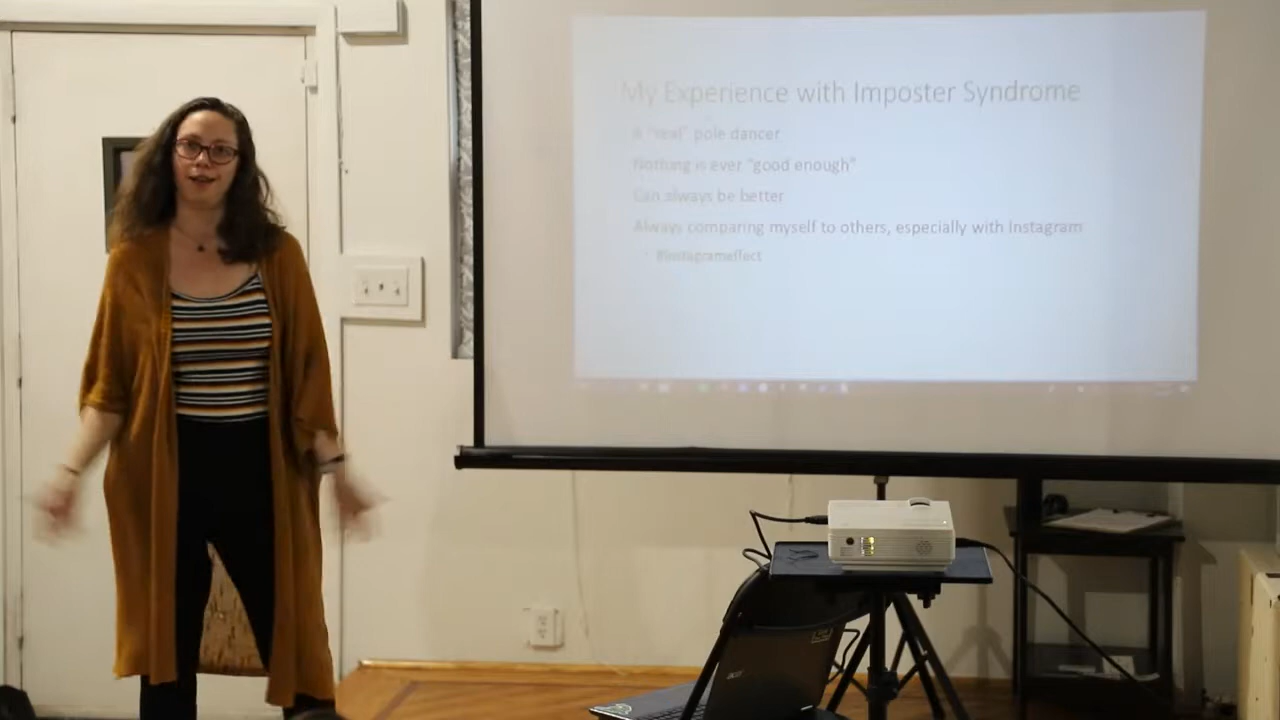 My Experience with Imposter Syndrome
A "real" pole dancer
Nothing is ever "good enough"
Can always be better
Always comparing myself to others, especially with Instagram
#instagrameffect
acer